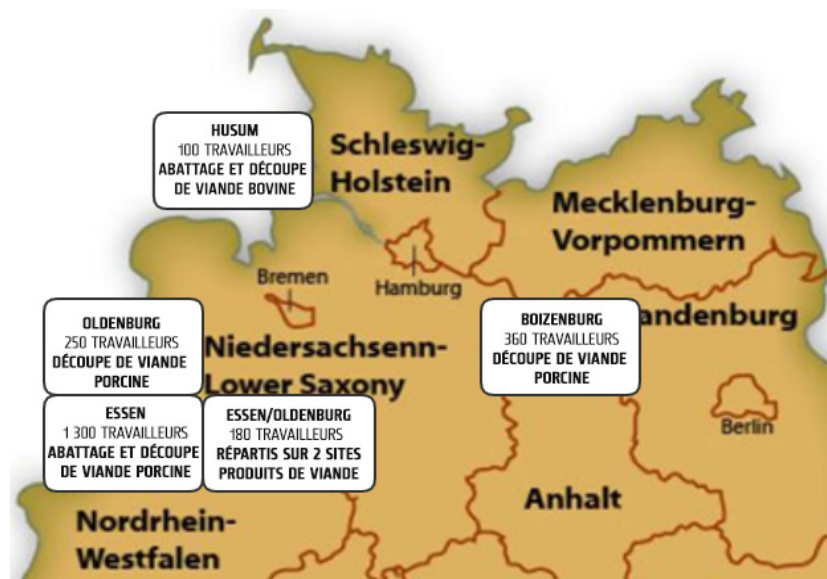 HUSUM
100 TRAVAILLEURS
ABATTAGE ET DÉCOUPE
DE VIANDE BOVINE
Schleswig-
Holstein
Mecklenburg-
Vorpommern
Bremen
Hamburg
OLDENBURG
250 TRAVAILLEURS
DÉCOUPE DE VIANDE
PORCINE
Niedersachsenn-
Lower Saxony
BOIZENBURG
360 TRAVAILLEURS
DÉCOUPE DE VIANDE
PORCINE
andenburg
ESSEN
1 300 TRAVAILLEURS
ABATTAGE ET DÉCOUPE
DE VIANDE PORCINE
ESSEN/OLDENBURG
180 TRAVAILLEURS
RÉPARTIS SUR 2 SITES
PRODUITS DE VIANDE
Berlin
Anhalt
Nordrhein-
Westfalen